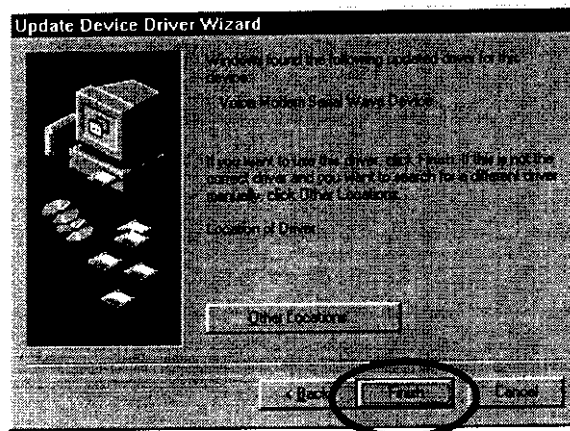 Update Device Driver Wizard
Windows found the following updated driver for this
device:
Voice Modem Serial Wave Device
If you want to use this driver, click Finish. If this is not the
correct driver and you want to search for a different driver
manually, click Other Locations.
Location of Driver:
Other Locations...
< Back
Finish
Cancel